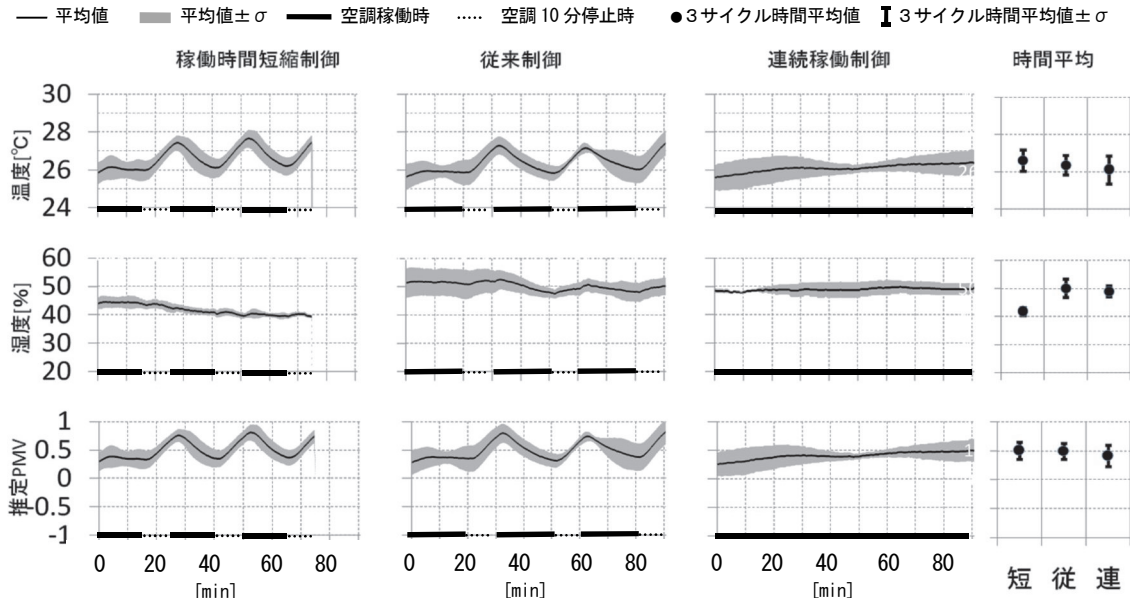 平均値 平均値±σ 空調稼働時 空調10分停止時 ●3サイクル時間平均値 3サイクル時間平均値±σ
稼働時間短縮制御 従来制御 連続稼働制御 時間平均
温度[℃]
30
28
26
24
湿度[%]
60
50
40
30
20
推定PMV
1
0.5
0
-0.5
-1
0 20 40 60 80 0 20 40 60 80 0 20 40 60 80
[min] [min] [min]
短 従 連